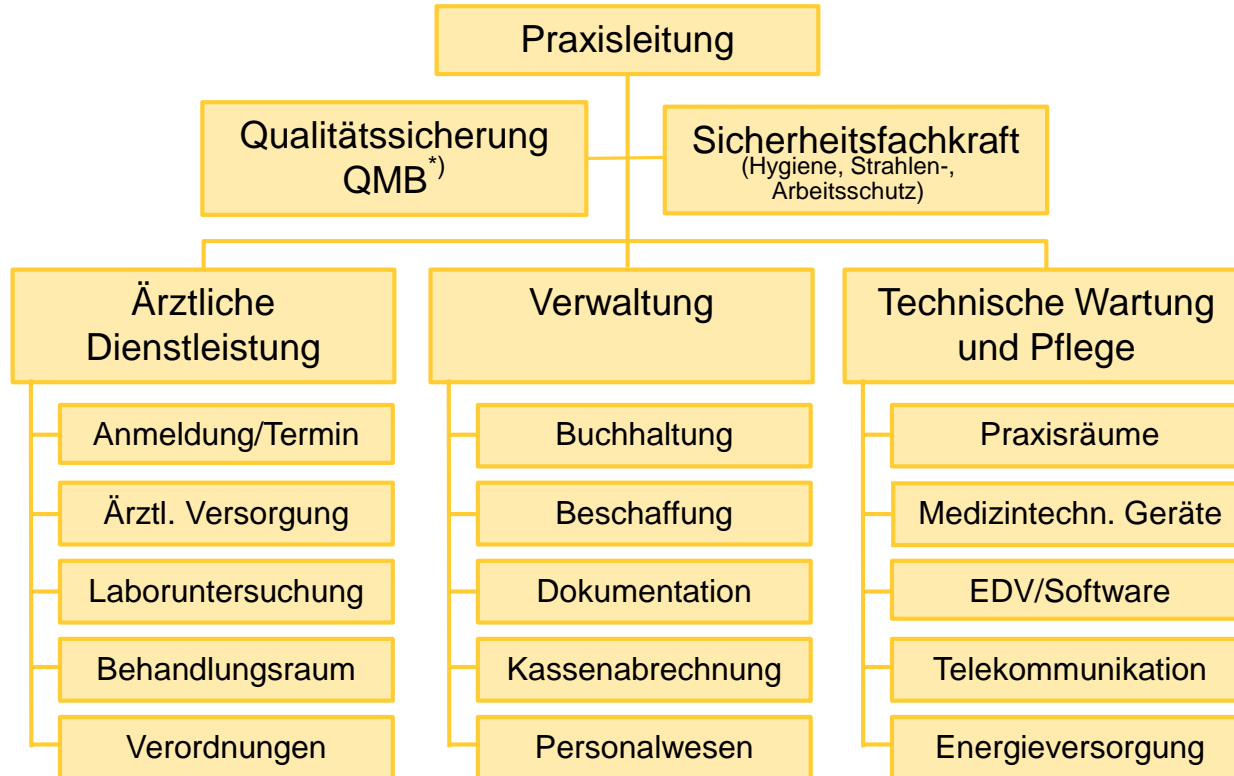 Praxisleitung
Qualitätssicherung
QMB*)
Sicherheitsfachkraft
(Hygiene, Strahlen-,
Arbeitsschutz)
Ärztliche
Dienstleistung
Anmeldung/Termin
Ärztl. Versorgung
Laboruntersuchung
Behandlungsraum
Verordnungen
Verwaltung
Buchhaltung
Beschaffung
Dokumentation
Kassenabrechnung
Personalwesen
Technische Wartung
und Pflege
Praxisräume
Medizintechn. Geräte
EDV/Software
Telekommunikation
Energieversorgung